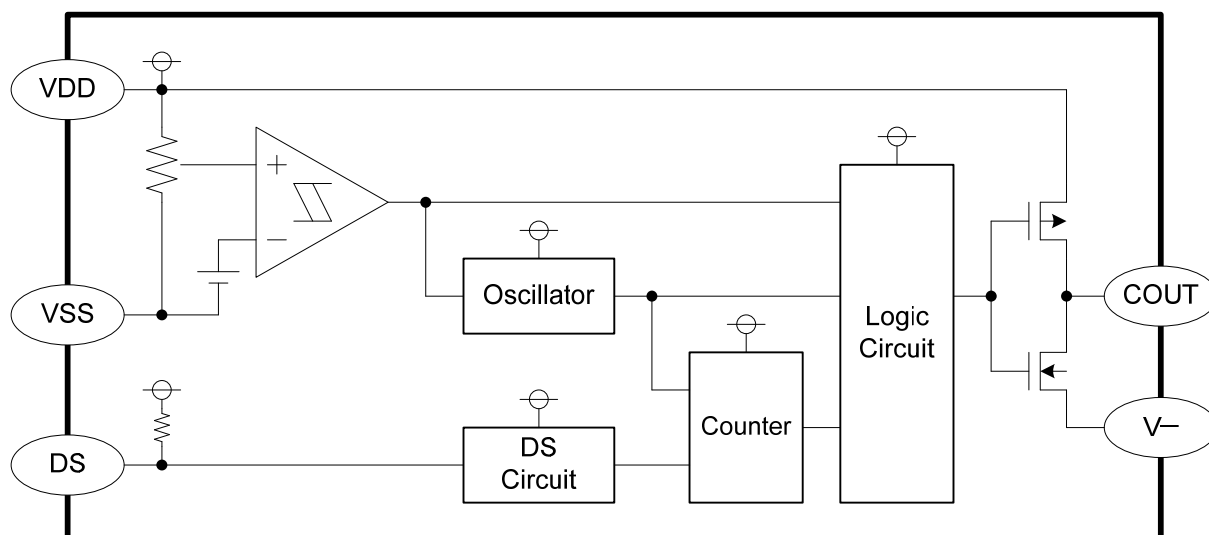 VDD
+
−
VSS
Oscillator
Logic
Circuit
COUT
Counter
V−
DS
DS
Circuit